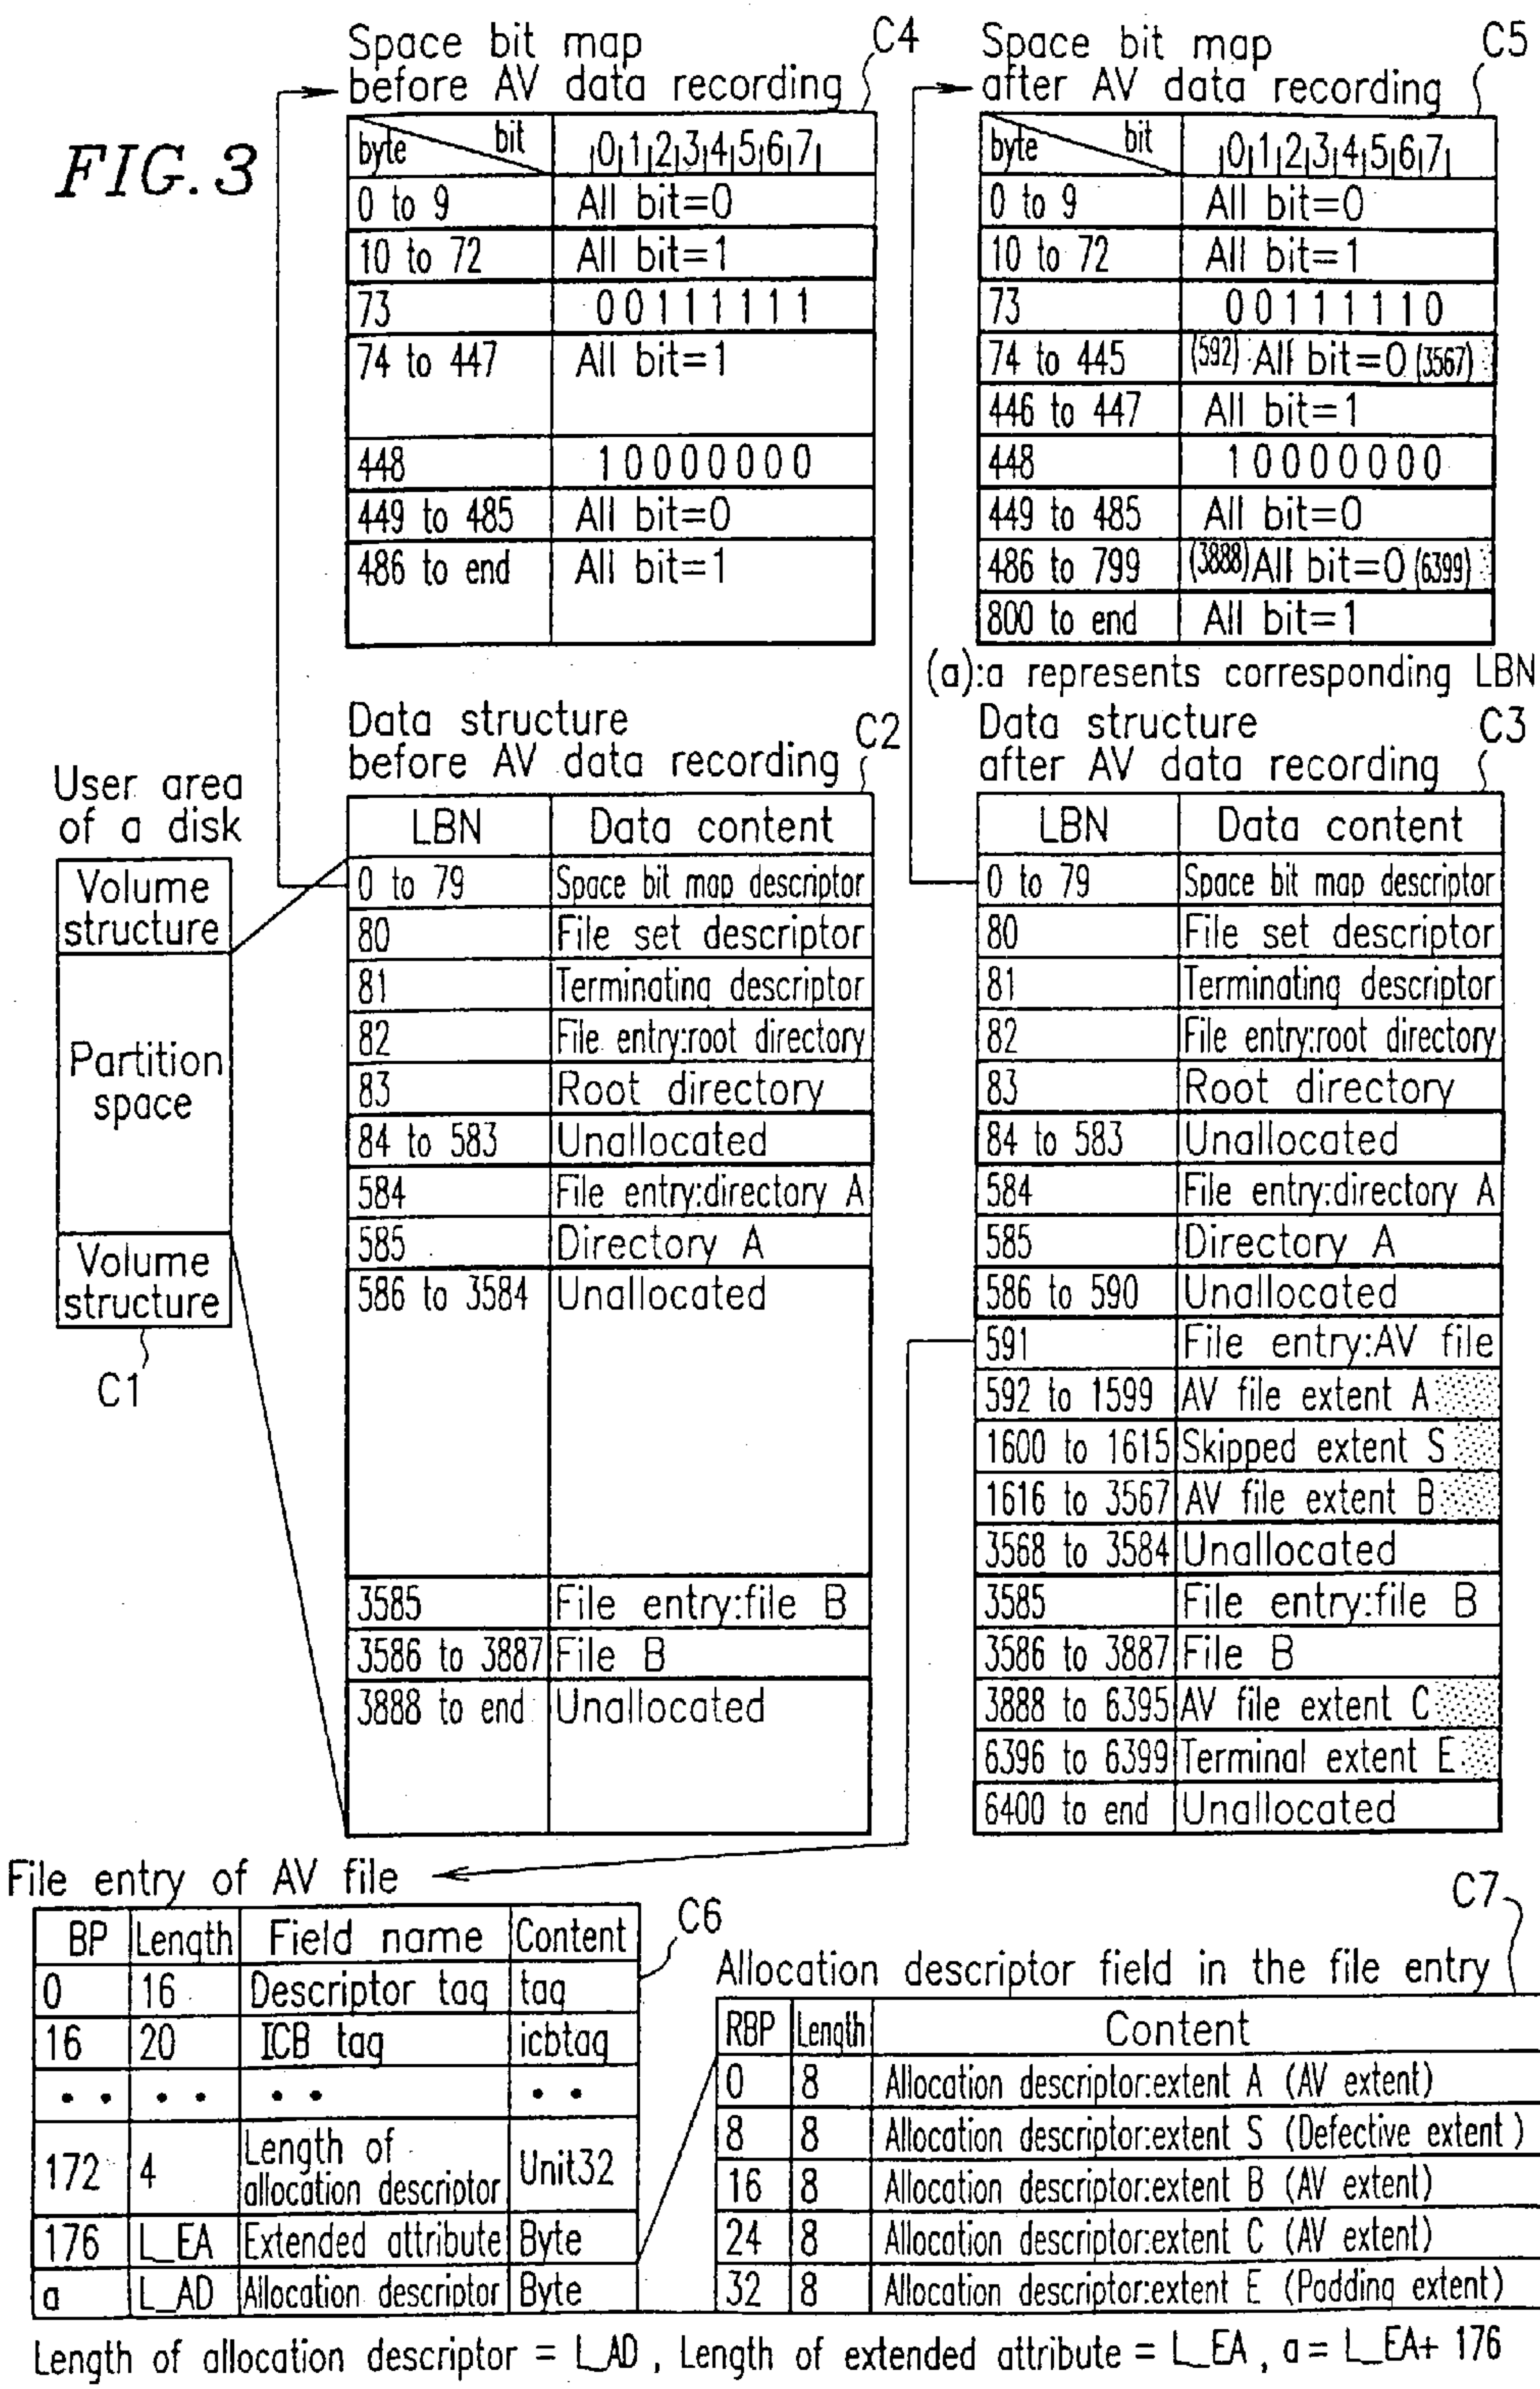 FIG. 3
Space bit map
before AV data recording
C4
byte bit 0 1 2 3 4 5 6 7
0 to 9 All bit=0
10 to 72 All bit=1
73 0 0 1 1 1 1 1 1
74 to 447 All bit=1
448 1 0 0 0 0 0 0 0
449 to 485 All bit=0
486 to end All bit=1
Space bit map
after AV data recording
C5
byte bit 0 1 2 3 4 5 6 7
0 to 9 All bit=0
10 to 72 All bit=1
73 0 0 1 1 1 1 1 0
74 to 445 (592) All bit=0 (3567)
446 to 447 All bit=1
448 1 0 0 0 0 0 0 0
449 to 485 All bit=0
486 to 799 (3888) All bit=0 (6399)
800 to end All bit=1
(a):a represents corresponding LBN
User area
of a disk
Volume
structure
Partition
space
Volume
structure
C1
Data structure
before AV data recording
C2
LBN Data content
0 to 79 Space bit map descriptor
80 File set descriptor
81 Terminating descriptor
82 File entry:root directory
83 Root directory
84 to 583 Unallocated
584 File entry:directory A
585 Directory A
586 to 3584 Unallocated
3585 File entry:file B
3586 to 3887 File B
3888 to end Unallocated
Data structure
after AV data recording
C3
LBN Data content
0 to 79 Space bit map descriptor
80 File set descriptor
81 Terminating descriptor
82 File entry:root directory
83 Root directory
84 to 583 Unallocated
584 File entry:directory A
585 Directory A
586 to 590 Unallocated
591 File entry:AV file
592 to 1599 AV file extent A
1600 to 1615 Skipped extent S
1616 to 3567 AV file extent B
3568 to 3584 Unallocated
3585 File entry:file B
3586 to 3887 File B
3888 to 6395 AV file extent C
6396 to 6399 Terminal extent E
6400 to end Unallocated
File entry of AV file
C6
BP Length Field name Content
0 16 Descriptor tag tag
16 20 ICB tag icbtag
• • • • • • • •
172 4 Length of
allocation descriptor Unit32
176 L_EA Extended attribute Byte
a L_AD Allocation descriptor Byte
C7
Allocation descriptor field in the file entry
RBP Length Content
0 8 Allocation descriptor:extent A (AV extent)
8 8 Allocation descriptor:extent S (Defective extent)
16 8 Allocation descriptor:extent B (AV extent)
24 8 Allocation descriptor:extent C (AV extent)
32 8 Allocation descriptor:extent E (Padding extent)
Length of allocation descriptor = L_AD , Length of extended attribute = L_EA , a = L_EA+ 176